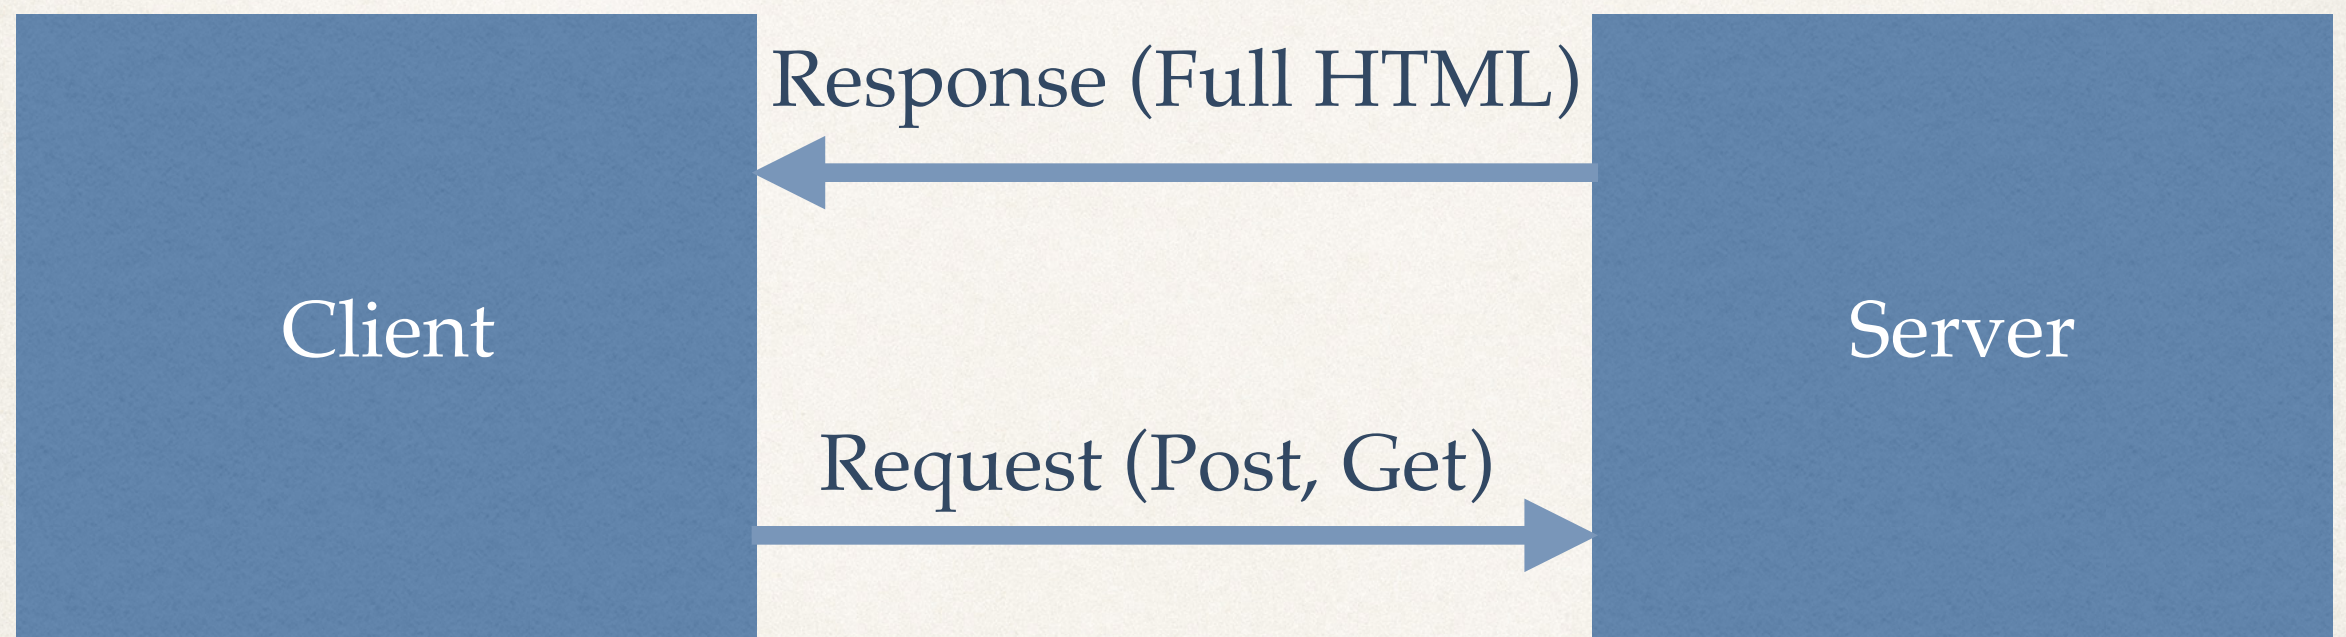 Response (Full HTML)
Client
Server
Request (Post, Get)